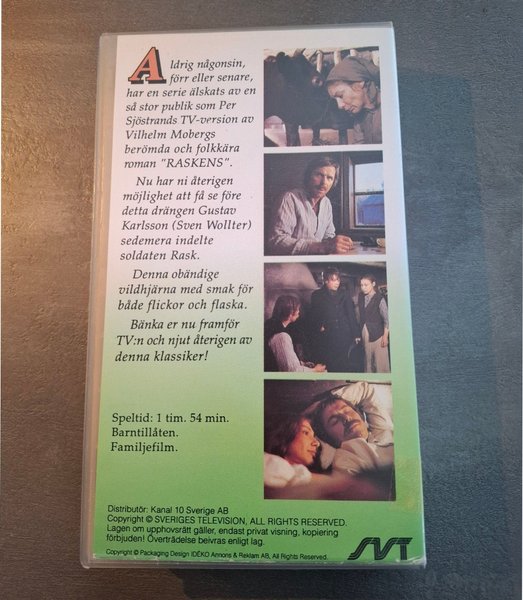 Aldrig någonsin,
förr eller senare,
har en serie älskats av en
så stor publik som Per
Sjöstrands TV-version av
Vilhelm Mobergs
berömda och folkkära
roman "RASKENS".
Nu har ni återigen
möjlighet att få se före
detta drängen Gustav
Karlsson (Sven Wollter)
sedemera indelte
soldaten Rask.
Denna obändige
vildhjärna med smak för
både flickor och flaska.
Bänka er nu framför
TV:n och njut återigen av
denna klassiker!
Speltid: 1 tim. 54 min.
Barntillåten.
Familjefilm.
Distributör: Kanal 10 Sverige AB
Copyright © SVERIGES TELEVISION, ALL RIGHTS RESERVED.
Lagen om upphovsrätt gäller, endast privat visning, kopiering
förbjuden! Överträdelse beivras enligt lag.
Copyright © Packaging Design IDÉKO Annons & Reklam AB, All Rights Reserved.
SVT